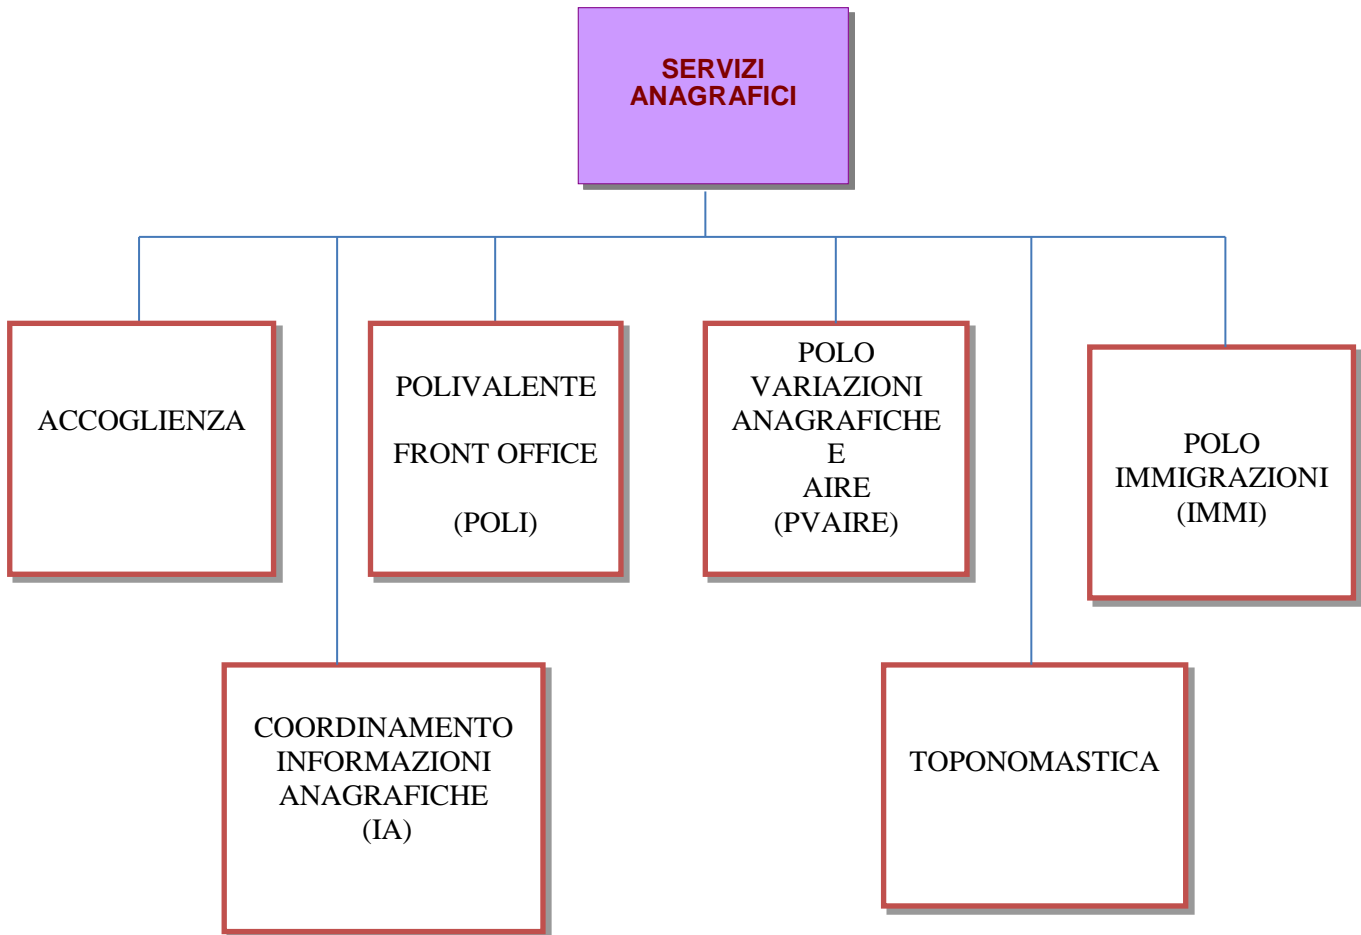 SERVIZI
ANAGRAFICI
ACCOGLIENZA
POLIVALENTE
FRONT OFFICE
(POLI)
POLO
VARIAZIONI
ANAGRAFICHE
E
AIRE
(PVAIRE)
POLO
IMMIGRAZIONI
(IMMI)
COORDINAMENTO
INFORMAZIONI
ANAGRAFICHE
(IA)
TOPONOMASTICA